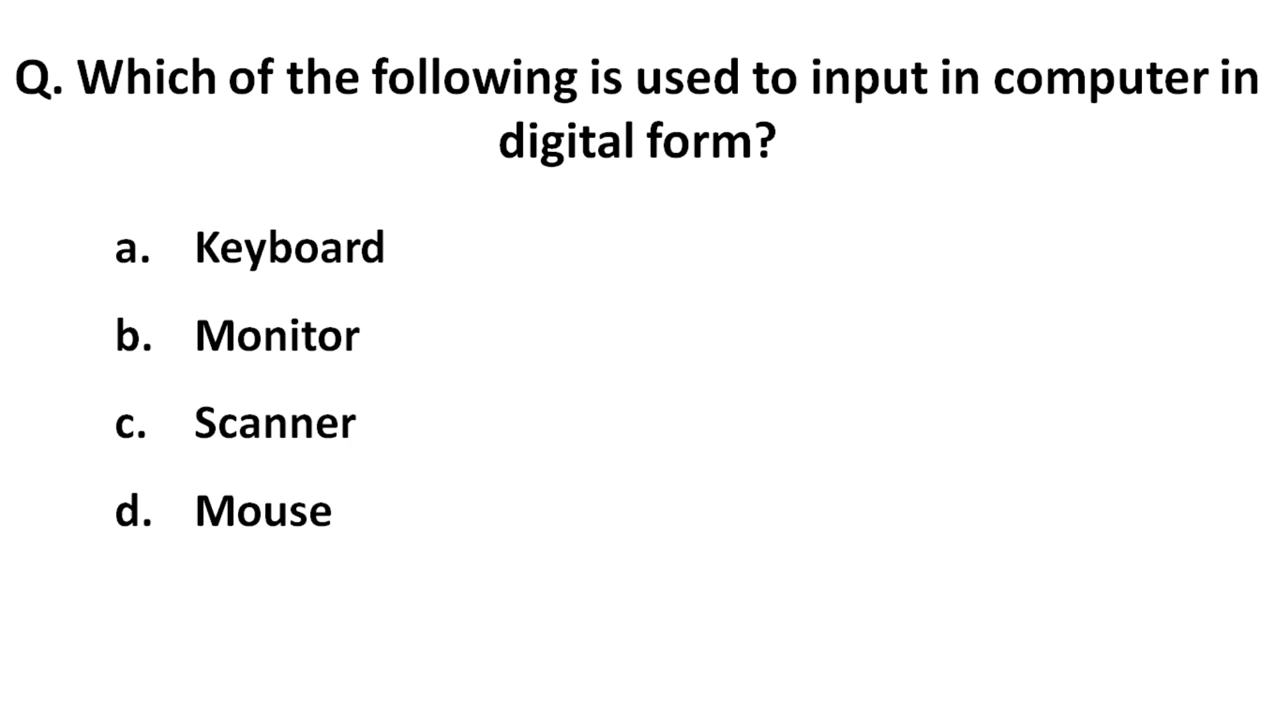 Q. Which of the following is used to input in computer in
digital form?
a. Keyboard
b. Monitor
c. Scanner
d. Mouse